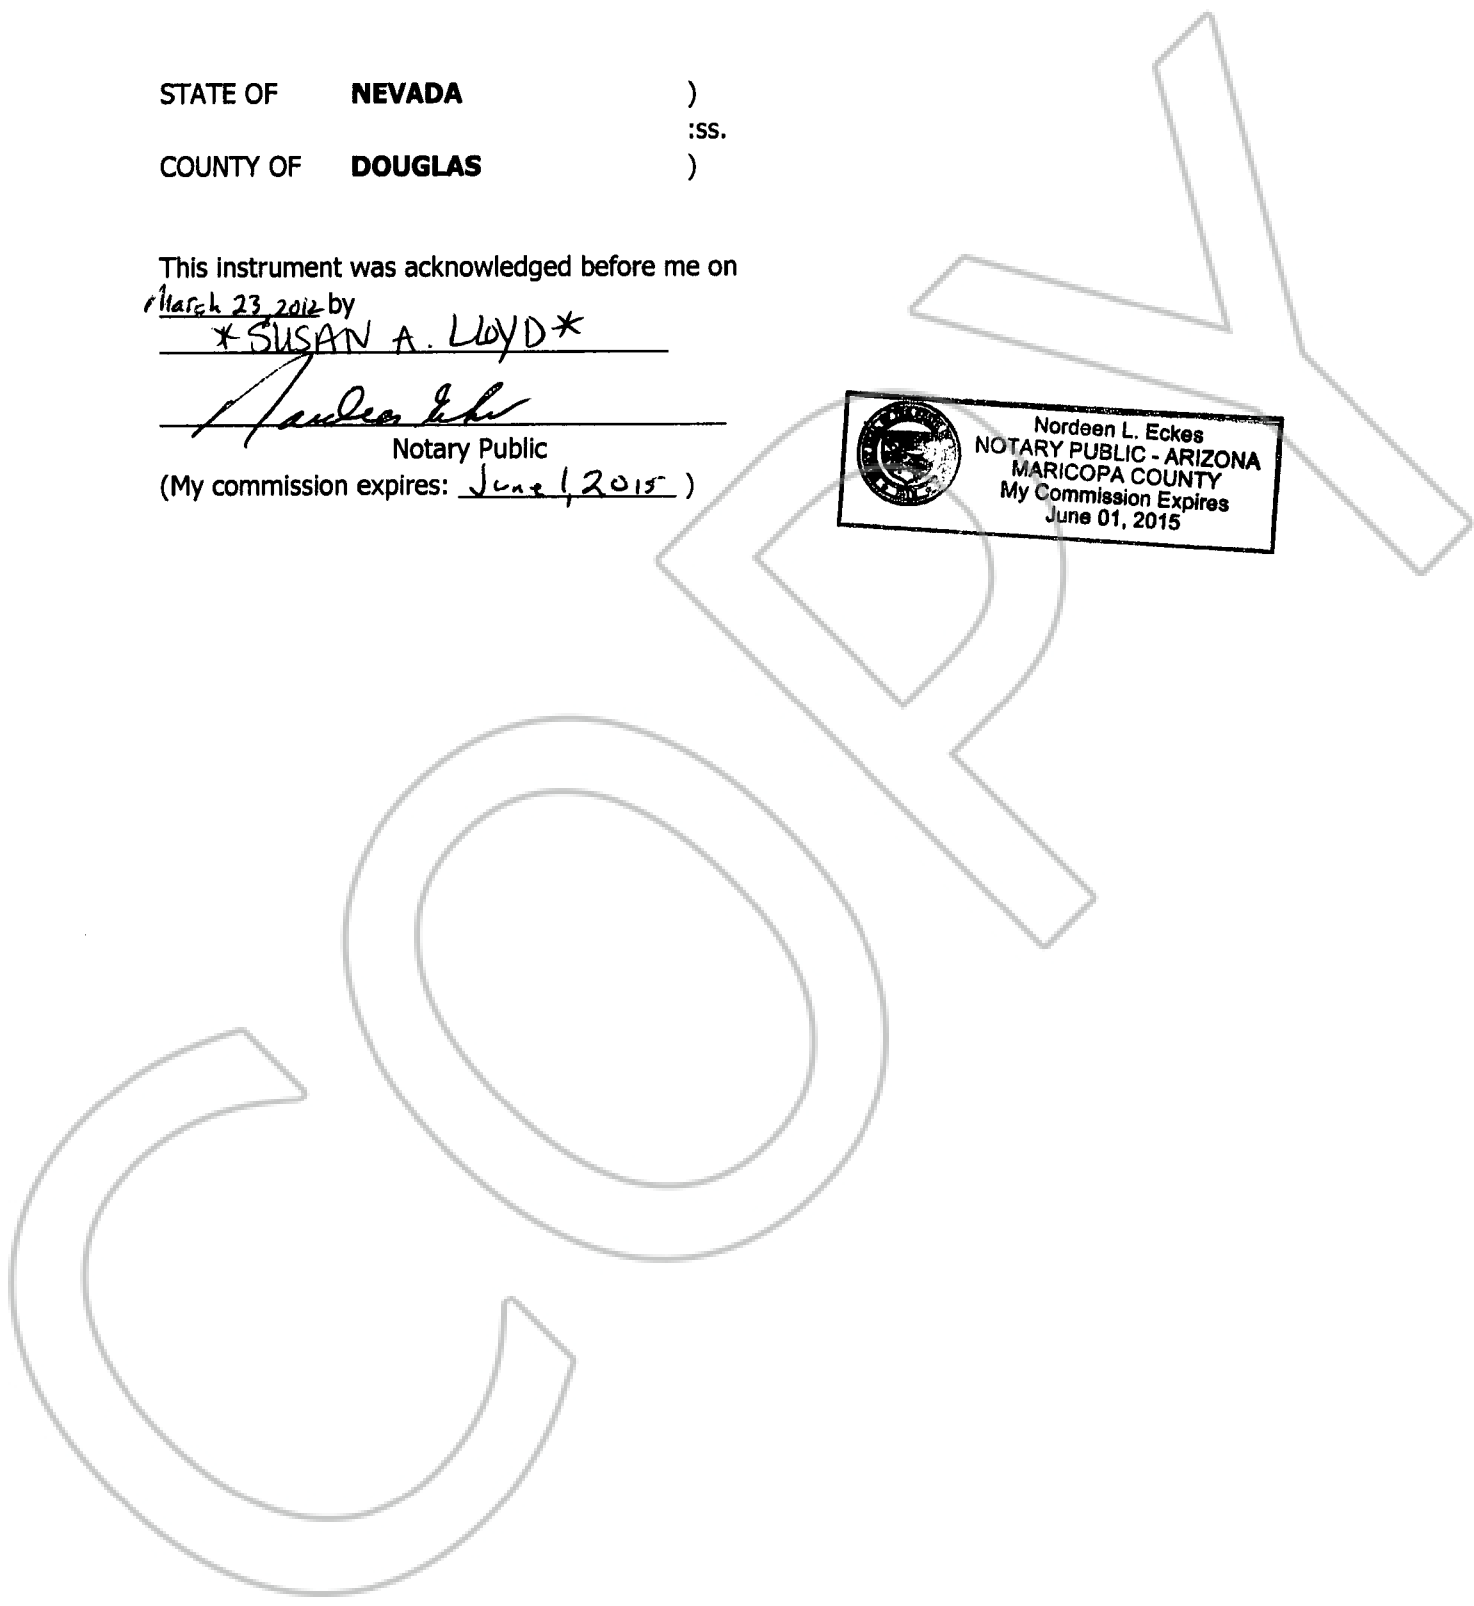 STATE OF NEVADA )
:ss.
COUNTY OF DOUGLAS )
This instrument was acknowledged before me on
March 23, 2012 by
*SUSAN A. LLOYD*
Notary Public
(My commission expires: June 1, 2015 )
Nordeen L. Eckes
NOTARY PUBLIC - ARIZONA
MARICOPA COUNTY
My Commission Expires
June 01, 2015
COPY